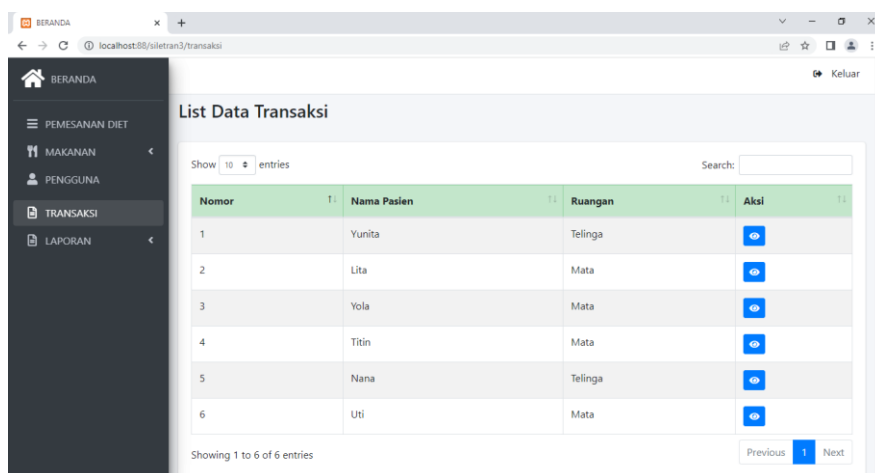 BERANDA
localhost:88/siletran3/transaksi
BERANDA
Keluar
PEMESANAN DIET
MAKANAN
PENGGUNA
TRANSAKSI
LAPORAN
List Data Transaksi
Show 10 entries
Search:
Nomor Nama Pasien Ruangan Aksi
1 Yunita Telinga
2 Lita Mata
3 Yola Mata
4 Titin Mata
5 Nana Telinga
6 Uti Mata
Showing 1 to 6 of 6 entries
Previous 1 Next